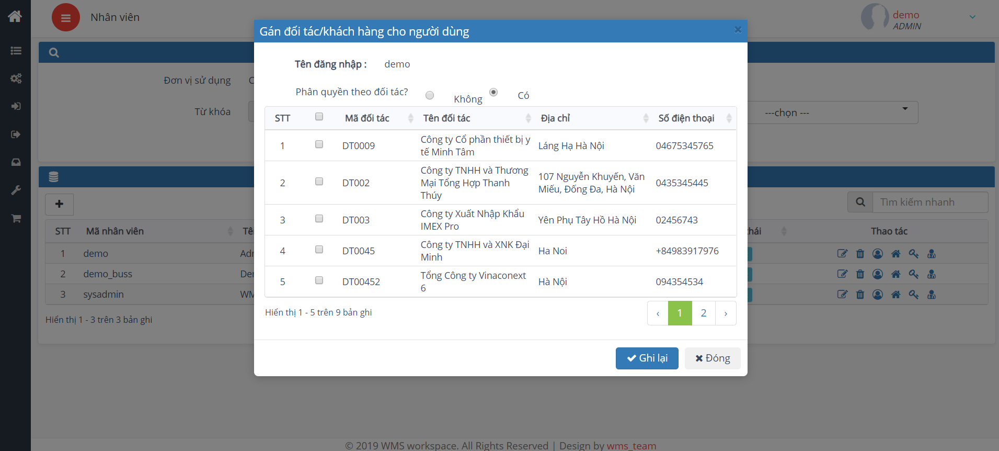 Nhân viên
demo
ADMIN
Gán đối tác/khách hàng cho người dùng
Tên đăng nhập : demo
Đơn vị sử dụng
Phân quyền theo đối tác? Không Có
Từ khóa
---chọn ---
STT Mã đối tác Tên đối tác Địa chỉ Số điện thoại
1 DT0009 Công ty Cổ phần thiết bị y tế Minh Tâm Láng Hạ Hà Nội 04675345765
2 DT002 Công ty TNHH và Thương Mại Tổng Hợp Thanh Thúy 107 Nguyễn Khuyến, Văn Miếu, Đống Đa, Hà Nội 0435345445
3 DT003 Công ty Xuất Nhập Khẩu IMEX Pro Yên Phụ Tây Hồ Hà Nội 02456743
4 DT0045 Công ty TNHH và XNK Đại Minh Ha Noi +84983917976
5 DT00452 Tổng Công ty Vinaconext 6 Hà Nội 094354534
Hiển thị 1 - 5 trên 9 bản ghi
‹ 1 2 ›
Ghi lại Đóng
Tìm kiếm nhanh
STT Mã nhân viên Thao tác
1 demo
2 demo_buss
3 sysadmin
Hiển thị 1 - 3 trên 3 bản ghi
© 2019 WMS workspace. All Rights Reserved | Design by wms_team